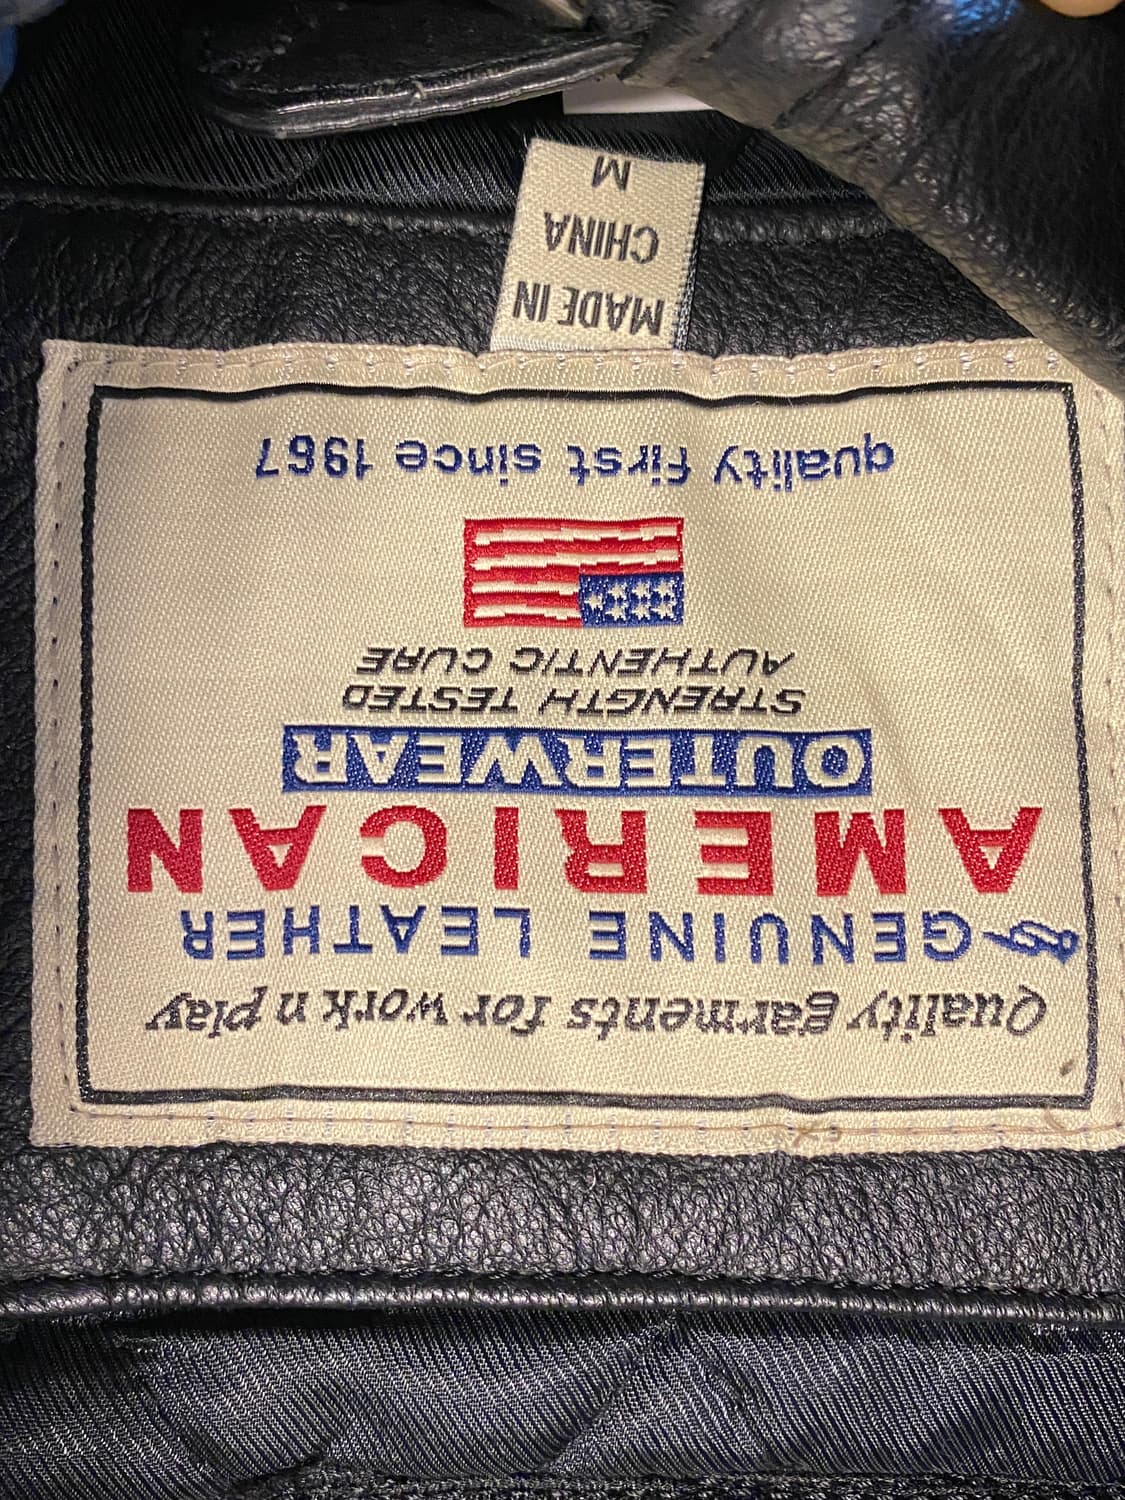 Quality garments for work n play
GENUINE LEATHER
AMERICAN
OUTERWEAR
STRENGTH TESTED
AUTHENTIC CURE
quality first since 1967
MADE IN
CHINA
M